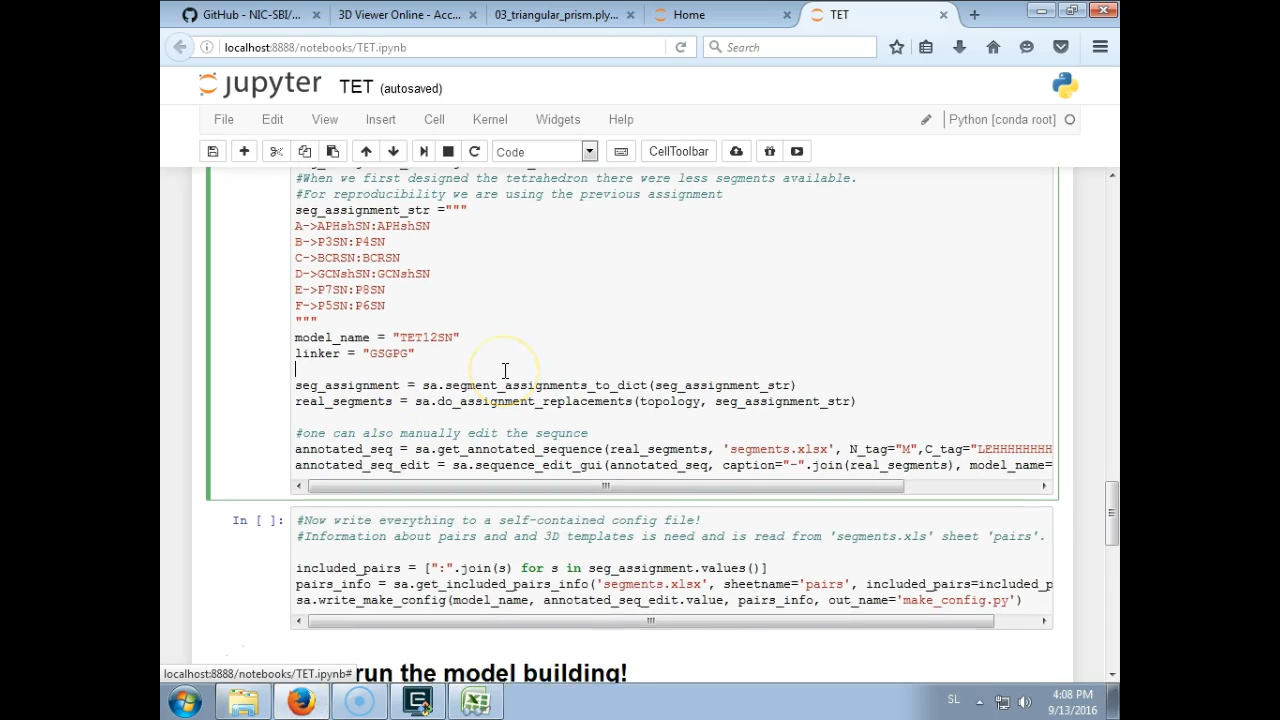 GitHub - NIC-SBI/... × 3D Viewer Online - Acc... × 03_triangular_prism.ply... × Home × TET × +
localhost:8888/notebooks/TET.ipynb Search
jupyter TET (autosaved)
File Edit View Insert Cell Kernel Widgets Help Python [conda root]
Code CellToolbar
#When we first designed the tetrahedron there were less segments available.
#For reproducibility we are using the previous assignment
seg_assignment_str ="""
A->APHshSN:APHshSN
B->P3SN:P4SN
C->BCRSN:BCRSN
D->GCNshSN:GCNshSN
E->P7SN:P8SN
F->P5SN:P6SN
"""
model_name = "TET12SN"
linker = "GSGPG"
seg_assignment = sa.segment_assignments_to_dict(seg_assignment_str)
real_segments = sa.do_assignment_replacements(topology, seg_assignment_str)
#one can also manually edit the sequnce
annotated_seq = sa.get_annotated_sequence(real_segments, 'segments.xlsx', N_tag="M",C_tag="LEHHHHHHHH
annotated_seq_edit = sa.sequence_edit_gui(annotated_seq, caption="-".join(real_segments), model_name=
In [ ]: #Now write everything to a self-contained config file!
#Information about pairs and and 3D templates is need and is read from 'segments.xls' sheet 'pairs'.
included_pairs = [":".join(s) for s in seg_assignment.values()]
pairs_info = sa.get_included_pairs_info('segments.xlsx', sheetname='pairs', included_pairs=included_p
sa.write_make_config(model_name, annotated_seq_edit.value, pairs_info, out_name='make_config.py')
localhost:8888/notebooks/TET.ipynb# run the model building!
SL 4:08 PM
9/13/2016